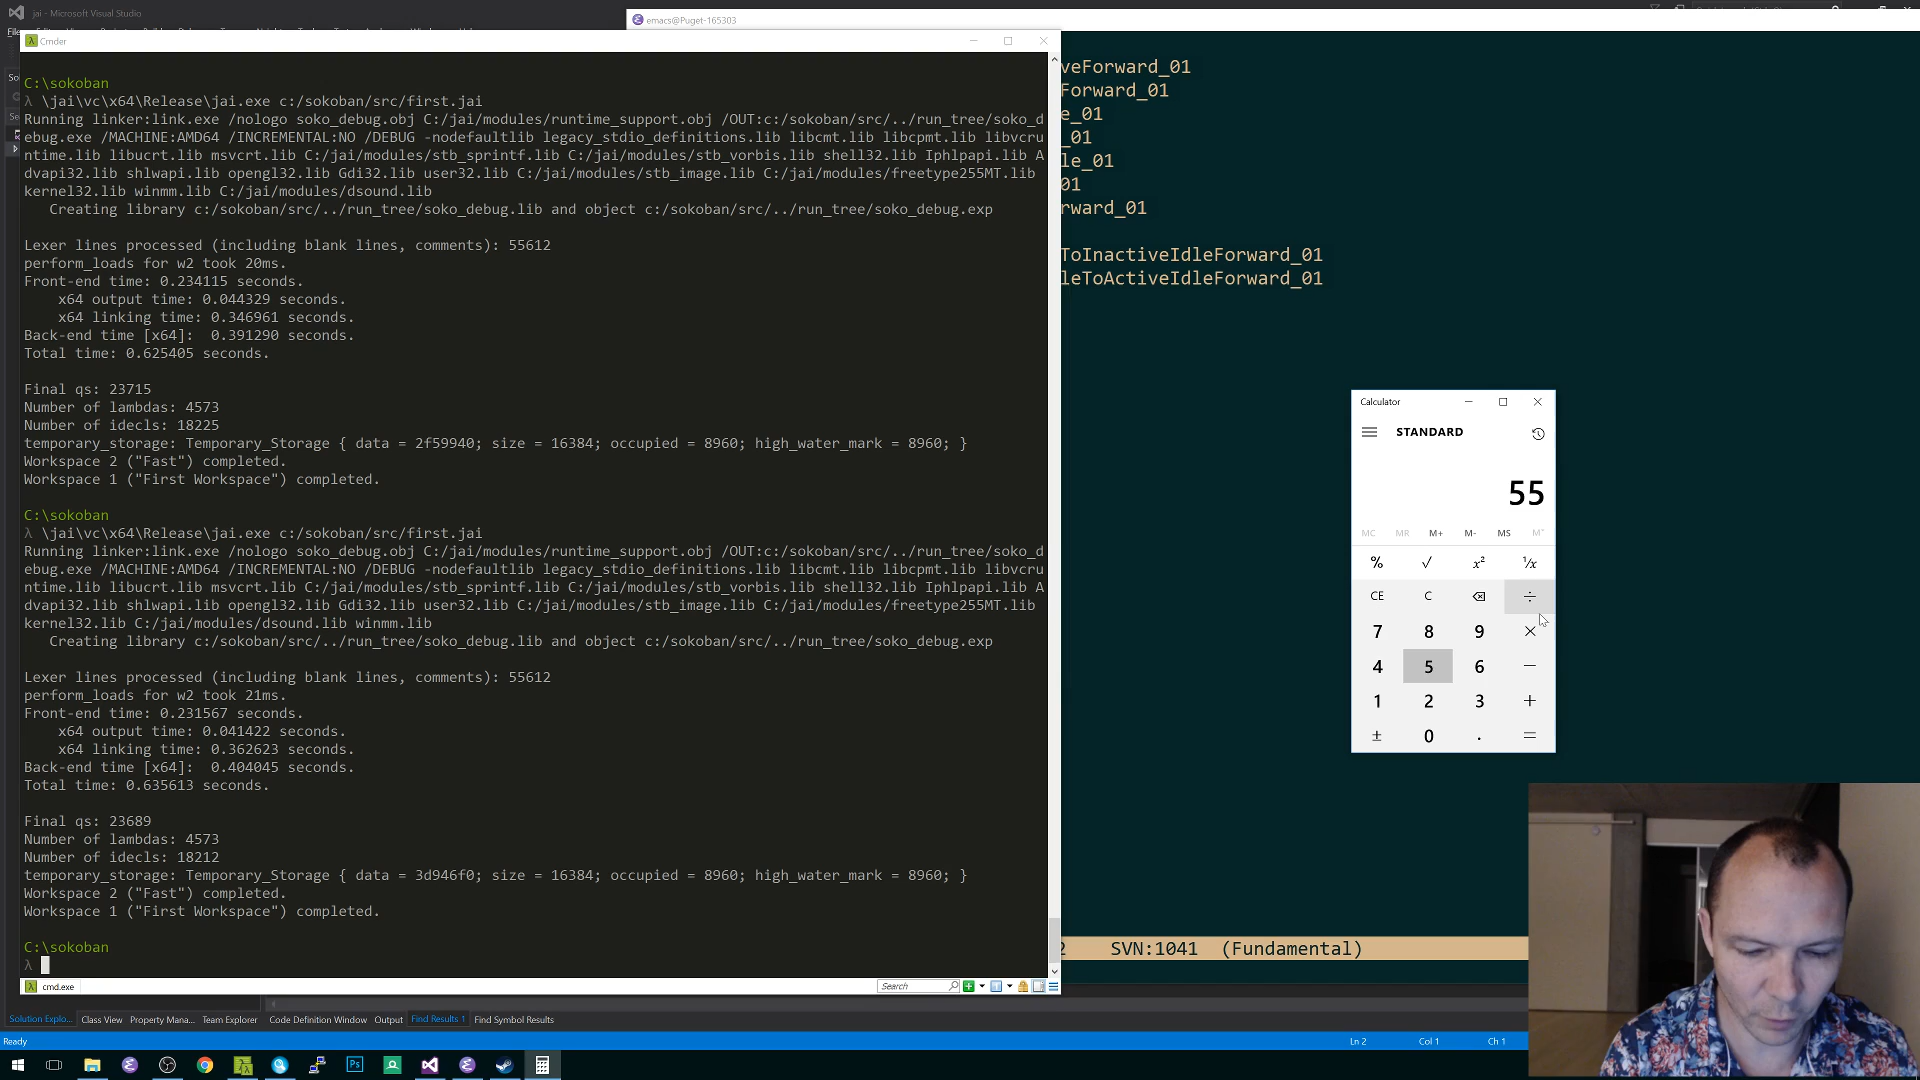 jai - Microsoft Visual Studio
emacs@Puget-165303
Cmder
C:\sokoban
λ \jai\vc\x64\Release\jai.exe c:/sokoban/src/first.jai
Running linker:link.exe /nologo soko_debug.obj C:/jai/modules/runtime_support.obj /OUT:c:/sokoban/src/../run_tree/soko_d
ebug.exe /MACHINE:AMD64 /INCREMENTAL:NO /DEBUG -nodefaultlib legacy_stdio_definitions.lib libcmt.lib libcpmt.lib libvcru
ntime.lib libucrt.lib msvcrt.lib C:/jai/modules/stb_sprintf.lib C:/jai/modules/stb_vorbis.lib shell32.lib Iphlpapi.lib A
dvapi32.lib shlwapi.lib opengl32.lib Gdi32.lib user32.lib C:/jai/modules/stb_image.lib C:/jai/modules/freetype255MT.lib
kernel32.lib winmm.lib C:/jai/modules/dsound.lib
Creating library c:/sokoban/src/../run_tree/soko_debug.lib and object c:/sokoban/src/../run_tree/soko_debug.exp
Lexer lines processed (including blank lines, comments): 55612
perform_loads for w2 took 20ms.
Front-end time: 0.234115 seconds.
x64 output time: 0.044329 seconds.
x64 linking time: 0.346961 seconds.
Back-end time [x64]:  0.391290 seconds.
Total time: 0.625405 seconds.
Final qs: 23715
Number of lambdas: 4573
Number of idecls: 18225
temporary_storage: Temporary_Storage { data = 2f59940; size = 16384; occupied = 8960; high_water_mark = 8960; }
Workspace 2 ("Fast") completed.
Workspace 1 ("First Workspace") completed.
C:\sokoban
λ \jai\vc\x64\Release\jai.exe c:/sokoban/src/first.jai
Running linker:link.exe /nologo soko_debug.obj C:/jai/modules/runtime_support.obj /OUT:c:/sokoban/src/../run_tree/soko_d
ebug.exe /MACHINE:AMD64 /INCREMENTAL:NO /DEBUG -nodefaultlib legacy_stdio_definitions.lib libcmt.lib libcpmt.lib libvcru
ntime.lib libucrt.lib msvcrt.lib C:/jai/modules/stb_sprintf.lib C:/jai/modules/stb_vorbis.lib shell32.lib Iphlpapi.lib A
dvapi32.lib shlwapi.lib opengl32.lib Gdi32.lib user32.lib C:/jai/modules/stb_image.lib C:/jai/modules/freetype255MT.lib
kernel32.lib C:/jai/modules/dsound.lib winmm.lib
Creating library c:/sokoban/src/../run_tree/soko_debug.lib and object c:/sokoban/src/../run_tree/soko_debug.exp
Lexer lines processed (including blank lines, comments): 55612
perform_loads for w2 took 21ms.
Front-end time: 0.231567 seconds.
x64 output time: 0.041422 seconds.
x64 linking time: 0.362623 seconds.
Back-end time [x64]:  0.404045 seconds.
Total time: 0.635613 seconds.
Final qs: 23689
Number of lambdas: 4573
Number of idecls: 18212
temporary_storage: Temporary_Storage { data = 3d946f0; size = 16384; occupied = 8960; high_water_mark = 8960; }
Workspace 2 ("Fast") completed.
Workspace 1 ("First Workspace") completed.
C:\sokoban
λ
cmd.exe
Search
veForward_01
Forward_01
e_01
_01
le_01
01
rward_01
ToInactiveIdleForward_01
leToActiveIdleForward_01
2 SVN:1041 (Fundamental)
Calculator
STANDARD
55
MC MR M+ M- MS M˅
% √ x² ¹/x
CE C ⌫ ÷
7 8 9 ×
4 5 6 −
1 2 3 +
± 0 . =
Solution Explo... Class View Property Mana... Team Explorer Code Definition Window Output Find Results 1 Find Symbol Results
Ready Ln 2 Col 1 Ch 1
Ps